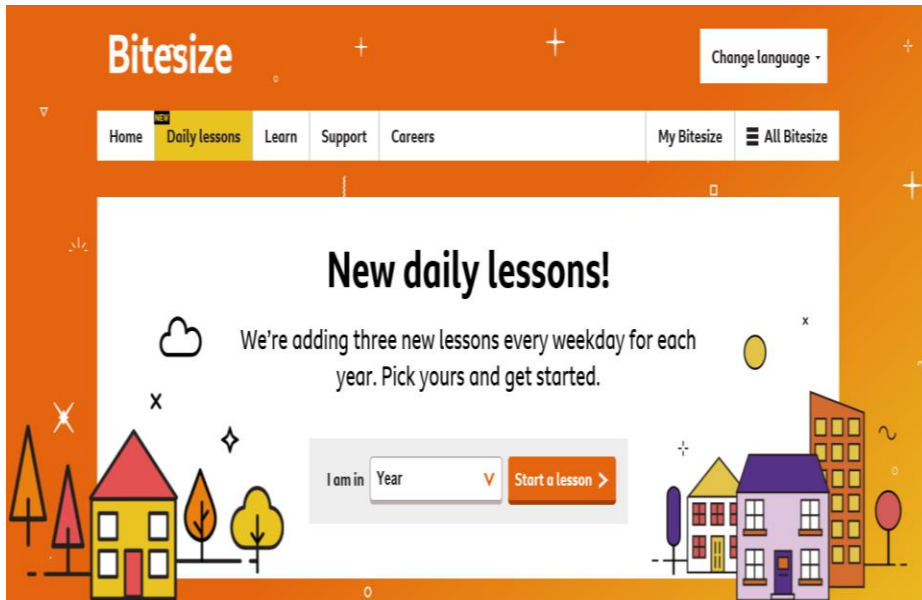 Bitesize
Change language
NEW
Home Daily lessons Learn Support Careers My Bitesize All Bitesize
New daily lessons!
We're adding three new lessons every weekday for each
year. Pick yours and get started.
I am in Year Start a lesson